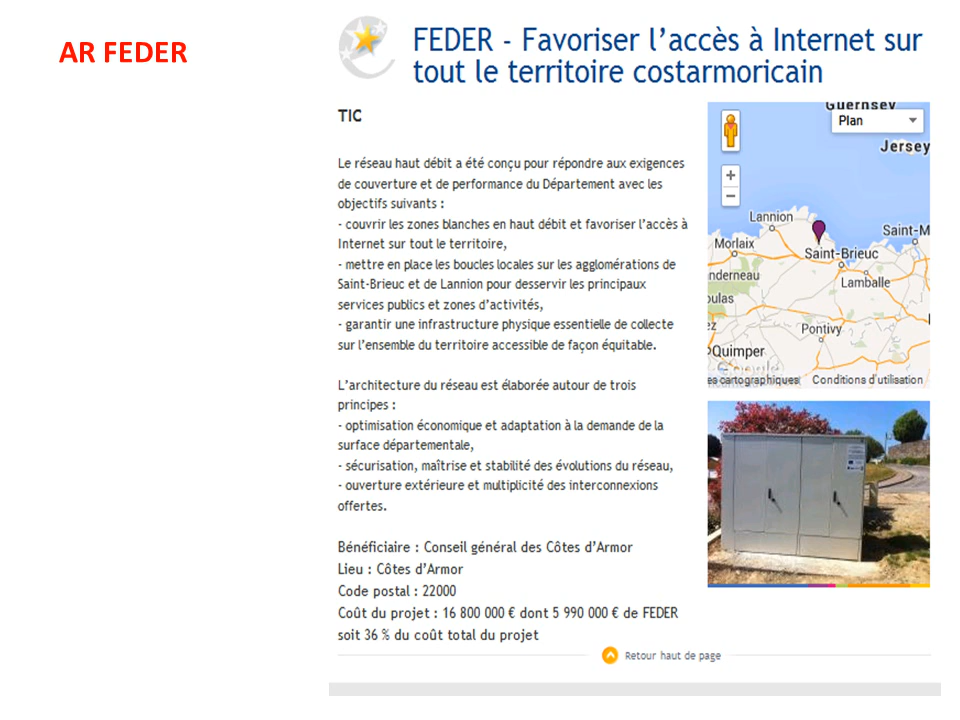 AR FEDER
FEDER - Favoriser l’accès à Internet sur
tout le territoire costarmoricain
TIC
Le réseau haut débit a été conçu pour répondre aux exigences
de couverture et de performance du Département avec les
objectifs suivants :
- couvrir les zones blanches en haut débit et favoriser l’accès à
Internet sur tout le territoire,
- mettre en place les boucles locales sur les agglomérations de
Saint-Brieuc et de Lannion pour desservir les principaux
services publics et zones d’activités,
- garantir une infrastructure physique essentielle de collecte
sur l’ensemble du territoire accessible de façon équitable.
L’architecture du réseau est élaborée autour de trois
principes :
- optimisation économique et adaptation à la demande de la
surface départementale,
- sécurisation, maîtrise et stabilité des évolutions du réseau,
- ouverture extérieure et multiplicité des interconnexions
offertes.
Bénéficiaire : Conseil général des Côtes d’Armor
Lieu : Côtes d’Armor
Code postal : 22000
Coût du projet : 16 800 000 € dont 5 990 000 € de FEDER
soit 36 % du coût total du projet
Guernsey
Plan
Jersey
+
−
Lannion
Saint-M
Morlaix
Saint-Brieuc
nderneau
Lamballe
oulas
ez
Pontivy
Quimper
Google
es cartographiques Conditions d’utilisation
Retour haut de page